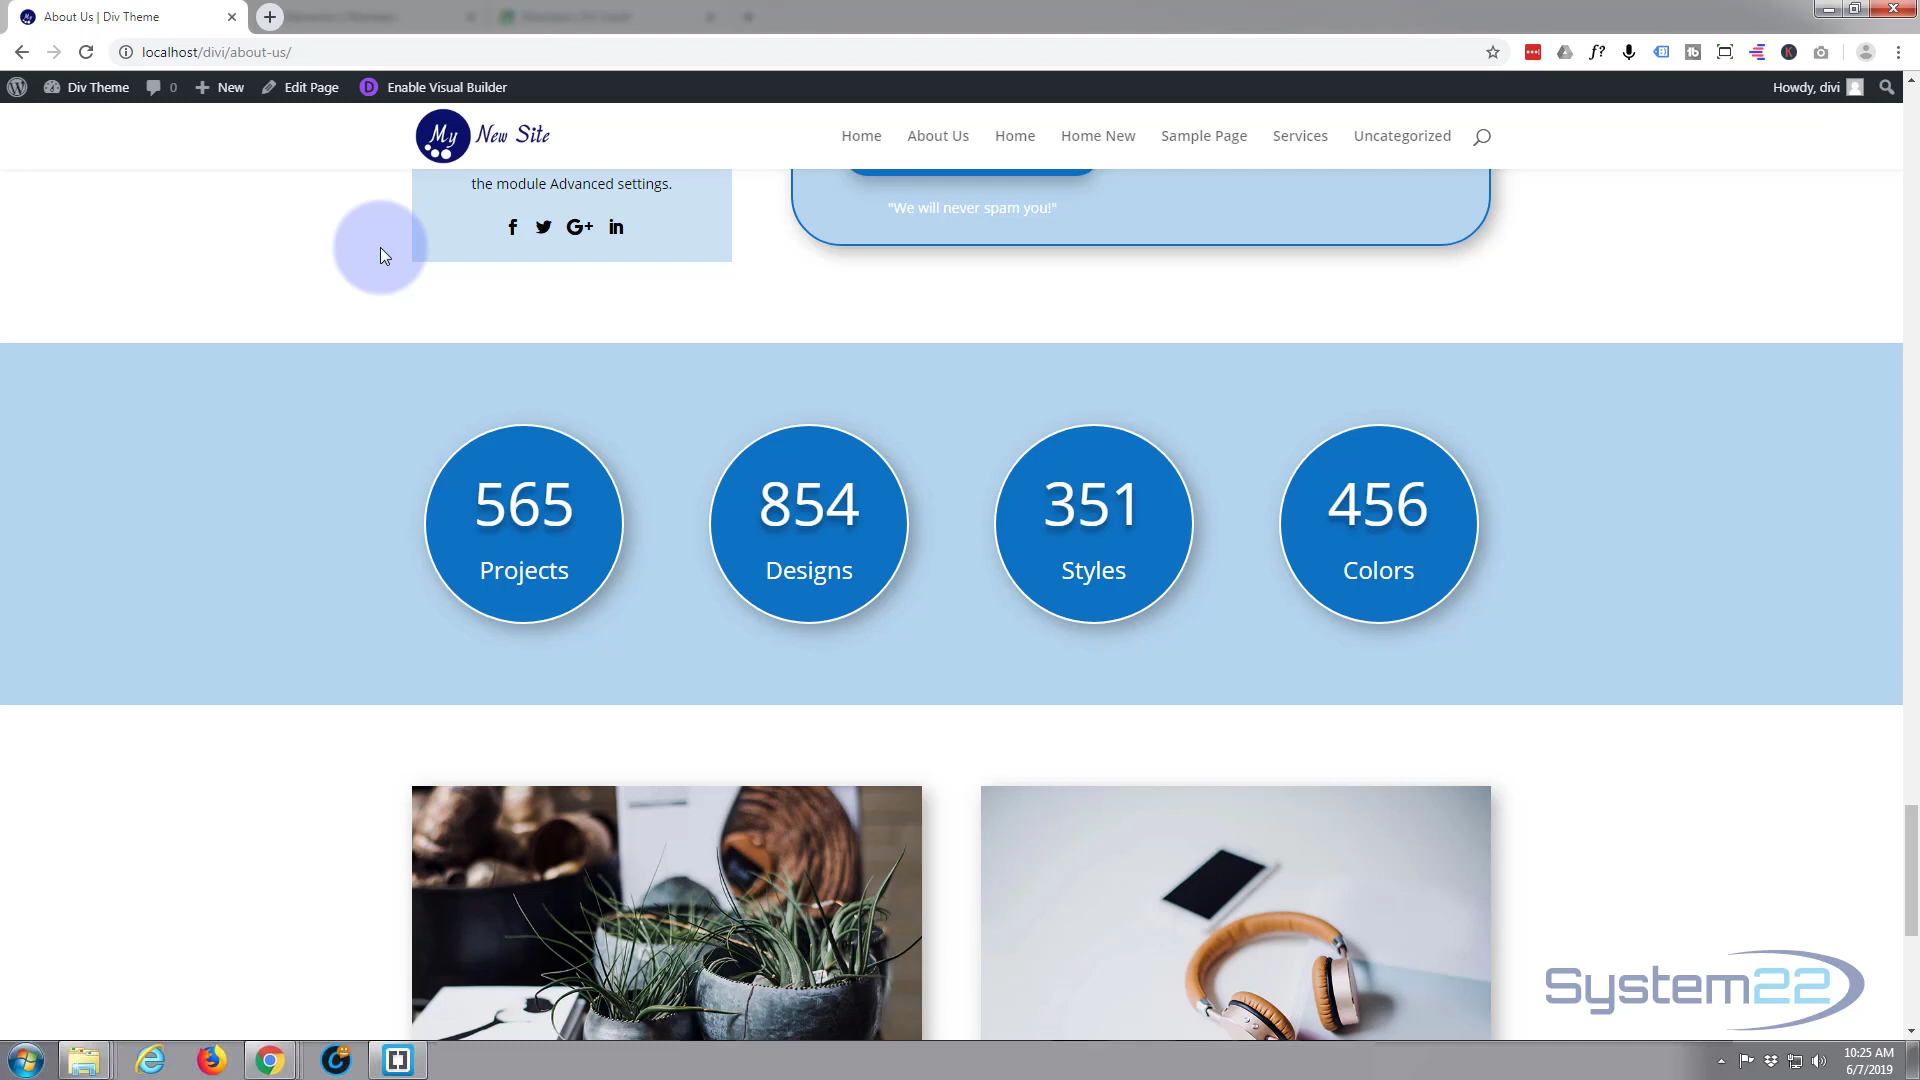 About Us | Div Theme
localhost/divi/about-us/
Div Theme 0 New Edit Page D Enable Visual Builder Howdy, divi
My New Site
Home About Us Home Home New Sample Page Services Uncategorized
the module Advanced settings.
"We will never spam you!"
565 854 351 456
Projects Designs Styles Colors
System22
10:25 AM
6/7/2019